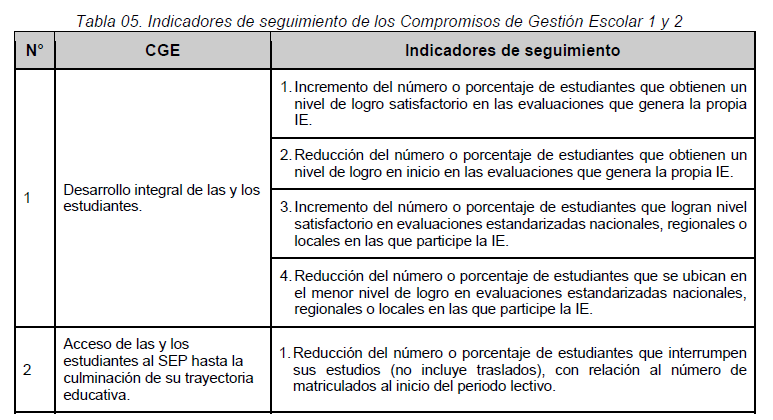 Tabla 05. Indicadores de seguimiento de los Compromisos de Gestión Escolar 1 y 2
N° CGE Indicadores de seguimiento
1
Desarrollo integral de las y los
estudiantes.
1. Incremento del número o porcentaje de estudiantes que obtienen un
nivel de logro satisfactorio en las evaluaciones que genera la propia
IE.
2. Reducción del número o porcentaje de estudiantes que obtienen un
nivel de logro en inicio en las evaluaciones que genera la propia IE.
3. Incremento del número o porcentaje de estudiantes que logran nivel
satisfactorio en evaluaciones estandarizadas nacionales, regionales o
locales en las que participe la IE.
4. Reducción del número o porcentaje de estudiantes que se ubican en
el menor nivel de logro en evaluaciones estandarizadas nacionales,
regionales o locales en las que participe la IE.
2
Acceso de las y los
estudiantes al SEP hasta la
culminación de su trayectoria
educativa.
1. Reducción del número o porcentaje de estudiantes que interrumpen
sus estudios (no incluye traslados), con relación al número de
matriculados al inicio del periodo lectivo.